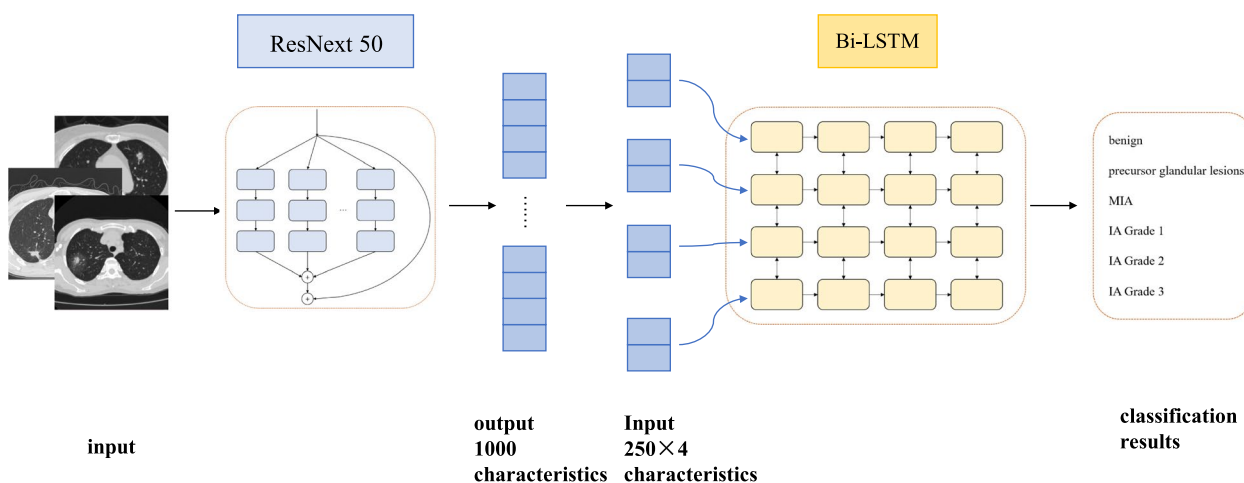 ResNext 50
Bi-LSTM
benign
precursor glandular lesions
MIA
IA Grade 1
IA Grade 2
IA Grade 3
...
+
+
input
output
1000
characteristics
Input
250×4
characteristics
classification
results